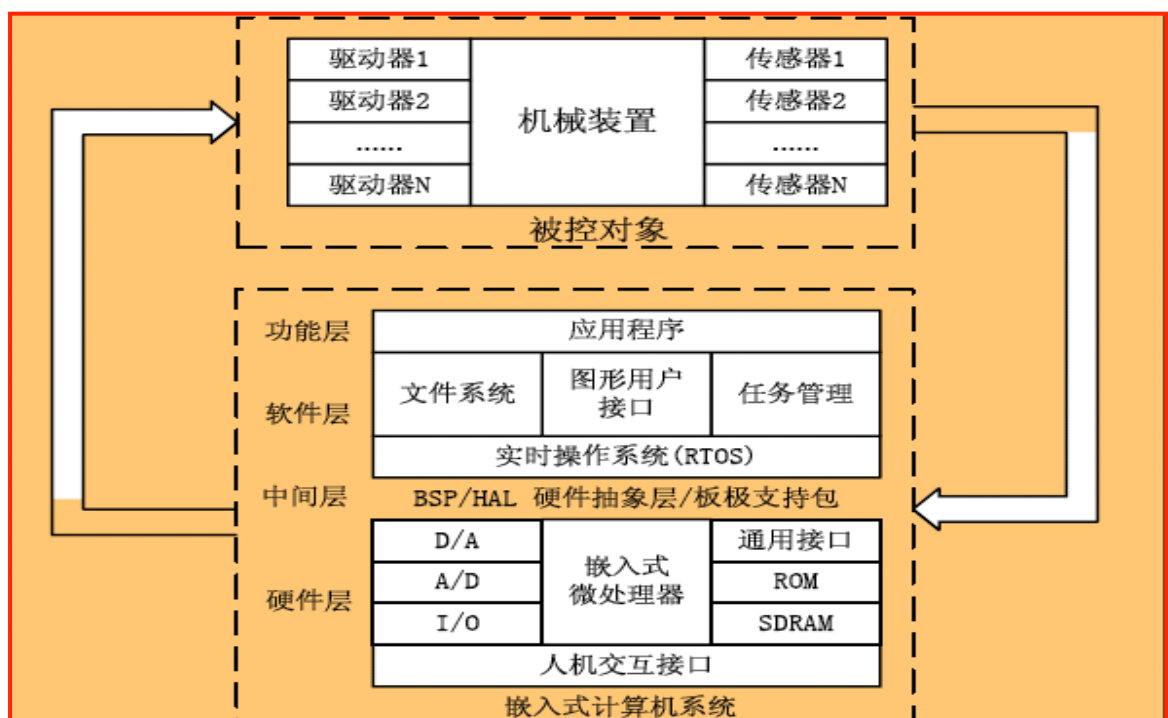 驱动器1
驱动器2
……
驱动器N
机械装置
传感器1
传感器2
……
传感器N
被控对象
功能层
应用程序
软件层
文件系统
图形用户
接口
任务管理
实时操作系统(RTOS)
中间层
BSP/HAL 硬件抽象层/板极支持包
硬件层
D/A
A/D
I/O
嵌入式
微处理器
通用接口
ROM
SDRAM
人机交互接口
嵌入式计算机系统